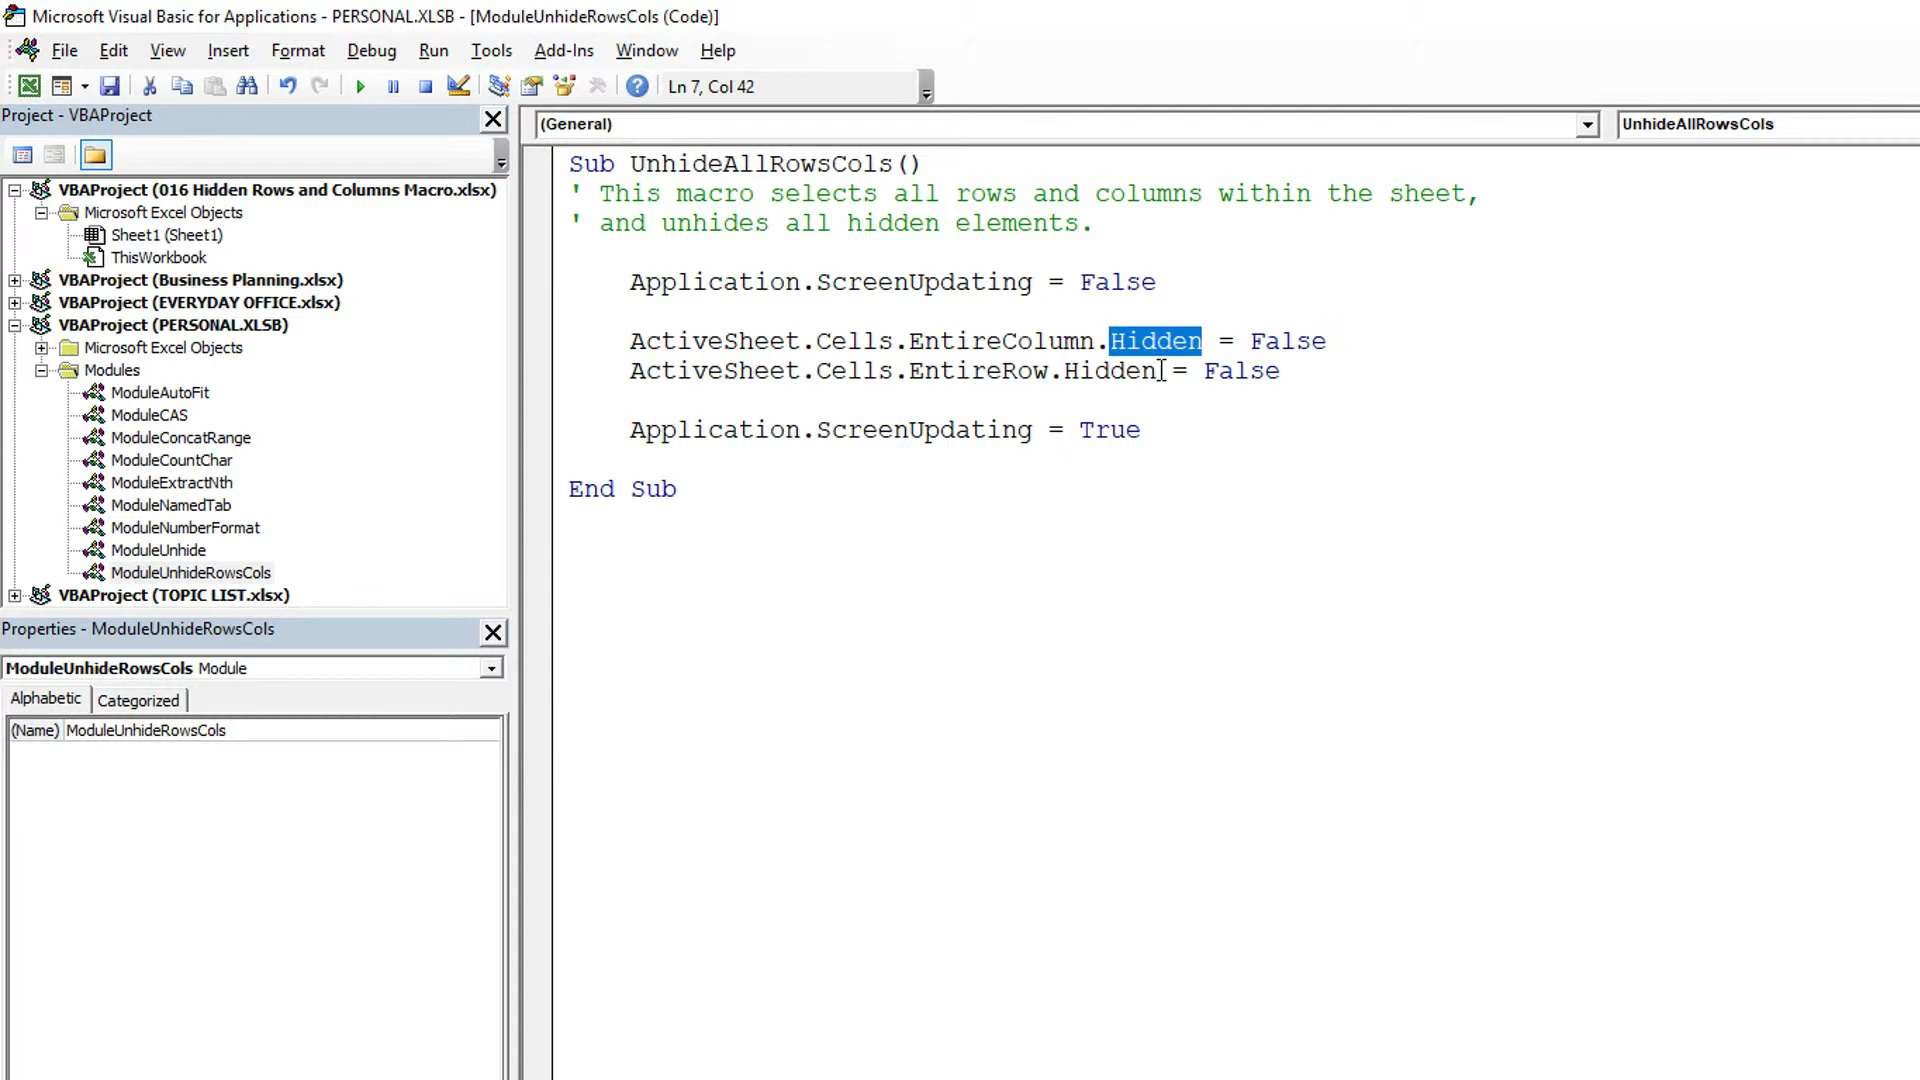 Microsoft Visual Basic for Applications - PERSONAL.XLSB - [ModuleUnhideRowsCols (Code)]
File Edit View Insert Format Debug Run Tools Add-Ins Window Help
Ln 7, Col 42
Project - VBAProject
VBAProject (016 Hidden Rows and Columns Macro.xlsx)
Microsoft Excel Objects
Sheet1 (Sheet1)
ThisWorkbook
VBAProject (Business Planning.xlsx)
VBAProject (EVERYDAY OFFICE.xlsx)
VBAProject (PERSONAL.XLSB)
Microsoft Excel Objects
Modules
ModuleAutoFit
ModuleCAS
ModuleConcatRange
ModuleCountChar
ModuleExtractNth
ModuleNamedTab
ModuleNumberFormat
ModuleUnhide
ModuleUnhideRowsCols
VBAProject (TOPIC LIST.xlsx)
Properties - ModuleUnhideRowsCols
ModuleUnhideRowsCols Module
Alphabetic Categorized
(Name) ModuleUnhideRowsCols
(General) UnhideAllRowsCols
Sub UnhideAllRowsCols()
' This macro selects all rows and columns within the sheet,
' and unhides all hidden elements.
Application.ScreenUpdating = False
ActiveSheet.Cells.EntireColumn.Hidden = False
ActiveSheet.Cells.EntireRow.Hidden = False
Application.ScreenUpdating = True
End Sub